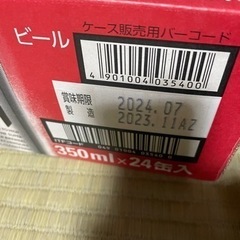 ケース販売用バーコード
ビール
4 901004 035400
賞味期限 2024.07
製造 2023.11AZ
350ml×24缶入